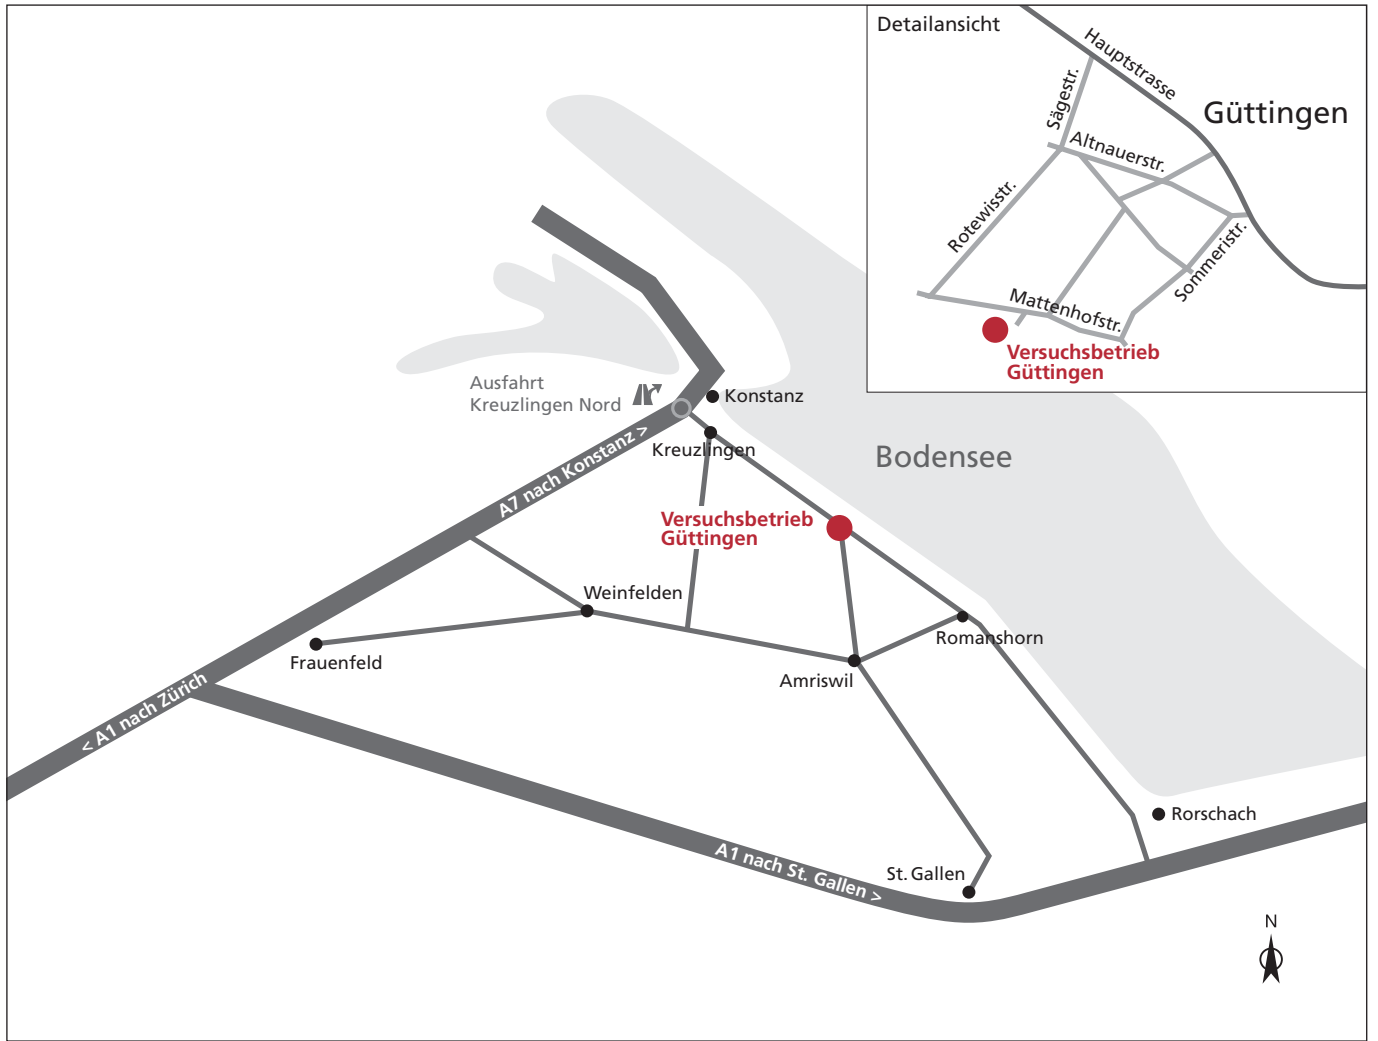 Detailansicht
Hauptstrasse
Güttingen
Sägestr.
Altnauerstr.
Rotewisstr.
Sommeristr.
Mattenhofstr.
Versuchsbetrieb
Güttingen
Ausfahrt
Kreuzlingen Nord
Konstanz
Kreuzlingen
Bodensee
A7 nach Konstanz >
Versuchsbetrieb
Güttingen
Weinfelden
Frauenfeld
Romanshorn
Amriswil
< A1 nach Zürich
Rorschach
A1 nach St. Gallen >
St. Gallen
N